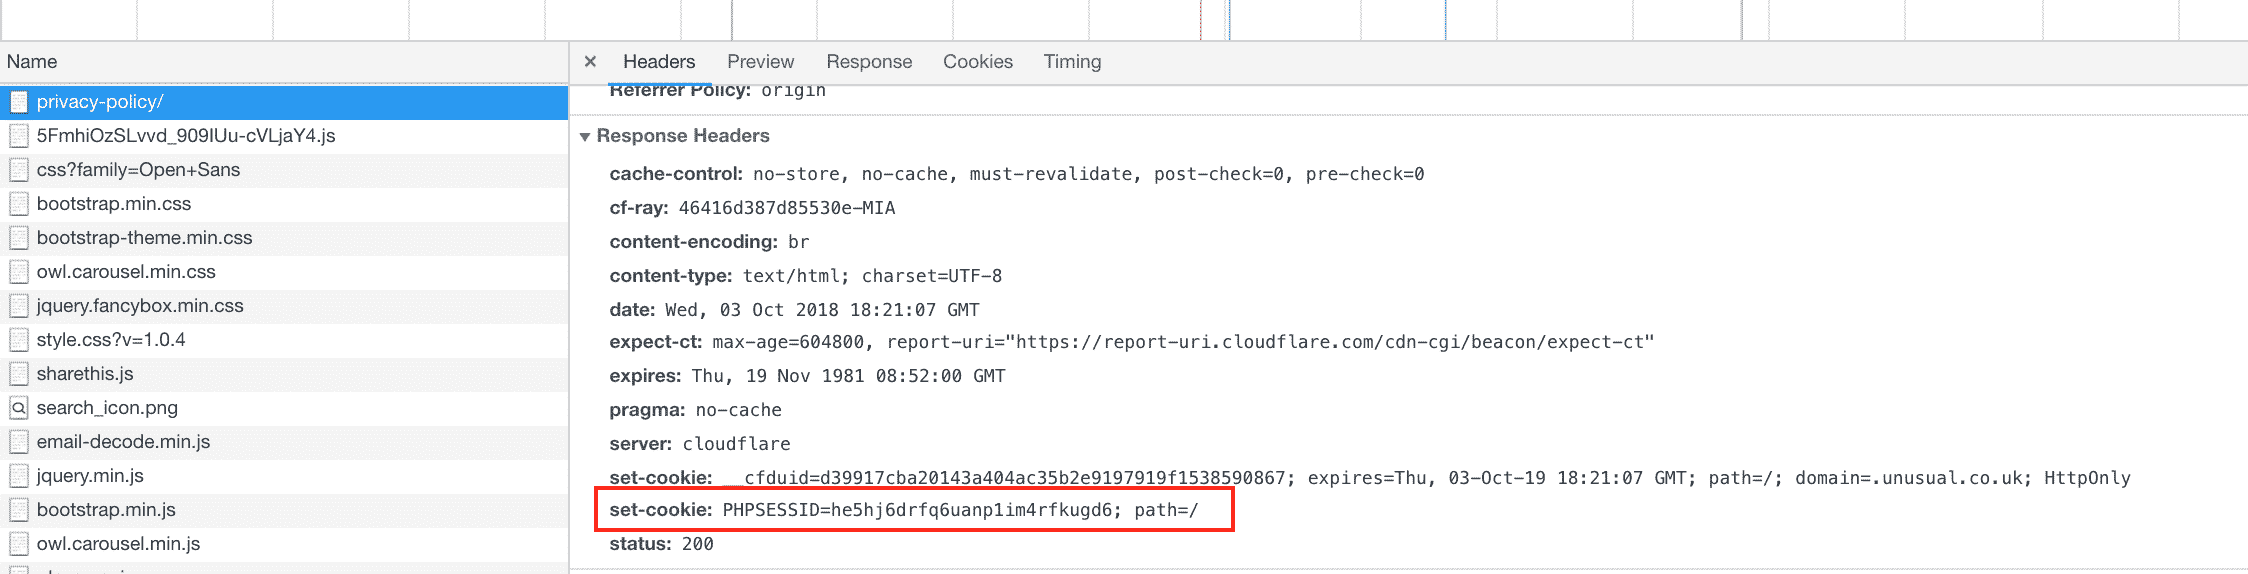 Name
× Headers Preview Response Cookies Timing
privacy-policy/
5FmhiOzSLvvd_909IUu-cVLjaY4.js
css?family=Open+Sans
bootstrap.min.css
bootstrap-theme.min.css
owl.carousel.min.css
jquery.fancybox.min.css
style.css?v=1.0.4
sharethis.js
search_icon.png
email-decode.min.js
jquery.min.js
bootstrap.min.js
owl.carousel.min.js
Referrer Policy: origin
Response Headers
cache-control: no-store, no-cache, must-revalidate, post-check=0, pre-check=0
cf-ray: 46416d387d85530e-MIA
content-encoding: br
content-type: text/html; charset=UTF-8
date: Wed, 03 Oct 2018 18:21:07 GMT
expect-ct: max-age=604800, report-uri="https://report-uri.cloudflare.com/cdn-cgi/beacon/expect-ct"
expires: Thu, 19 Nov 1981 08:52:00 GMT
pragma: no-cache
server: cloudflare
set-cookie: __cfduid=d39917cba20143a404ac35b2e9197919f1538590867; expires=Thu, 03-Oct-19 18:21:07 GMT; path=/; domain=.unusual.co.uk; HttpOnly
set-cookie: PHPSESSID=he5hj6drfq6uanp1im4rfkugd6; path=/
status: 200